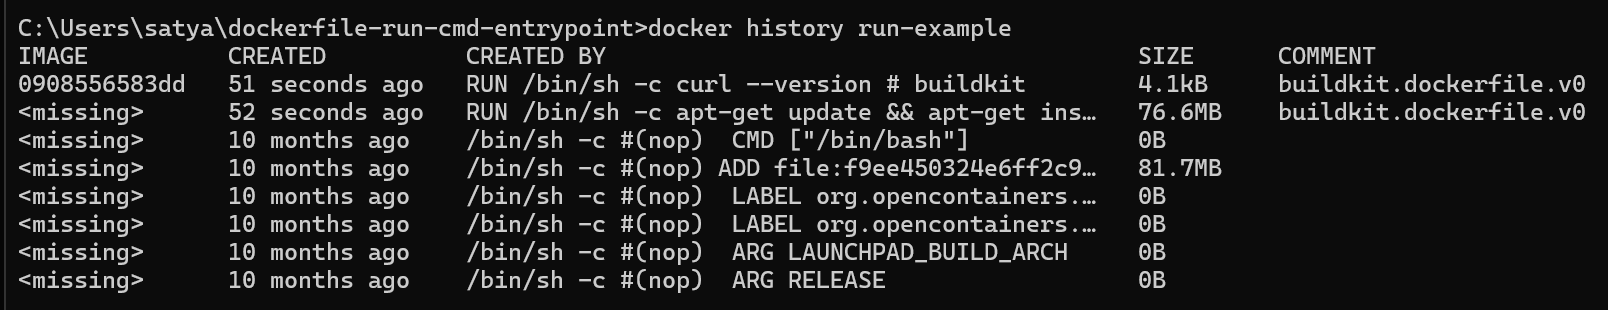 C:\Users\satya\dockerfile-run-cmd-entrypoint>docker history run-example
IMAGE          CREATED          CREATED BY                                      SIZE      COMMENT
0908556583dd   51 seconds ago   RUN /bin/sh -c curl --version # buildkit        4.1kB     buildkit.dockerfile.v0
<missing>      52 seconds ago   RUN /bin/sh -c apt-get update && apt-get ins…   76.6MB    buildkit.dockerfile.v0
<missing>      10 months ago    /bin/sh -c #(nop)  CMD ["/bin/bash"]            0B
<missing>      10 months ago    /bin/sh -c #(nop) ADD file:f9ee450324e6ff2c9…   81.7MB
<missing>      10 months ago    /bin/sh -c #(nop)  LABEL org.opencontainers.…   0B
<missing>      10 months ago    /bin/sh -c #(nop)  LABEL org.opencontainers.…   0B
<missing>      10 months ago    /bin/sh -c #(nop)  ARG LAUNCHPAD_BUILD_ARCH     0B
<missing>      10 months ago    /bin/sh -c #(nop)  ARG RELEASE                  0B